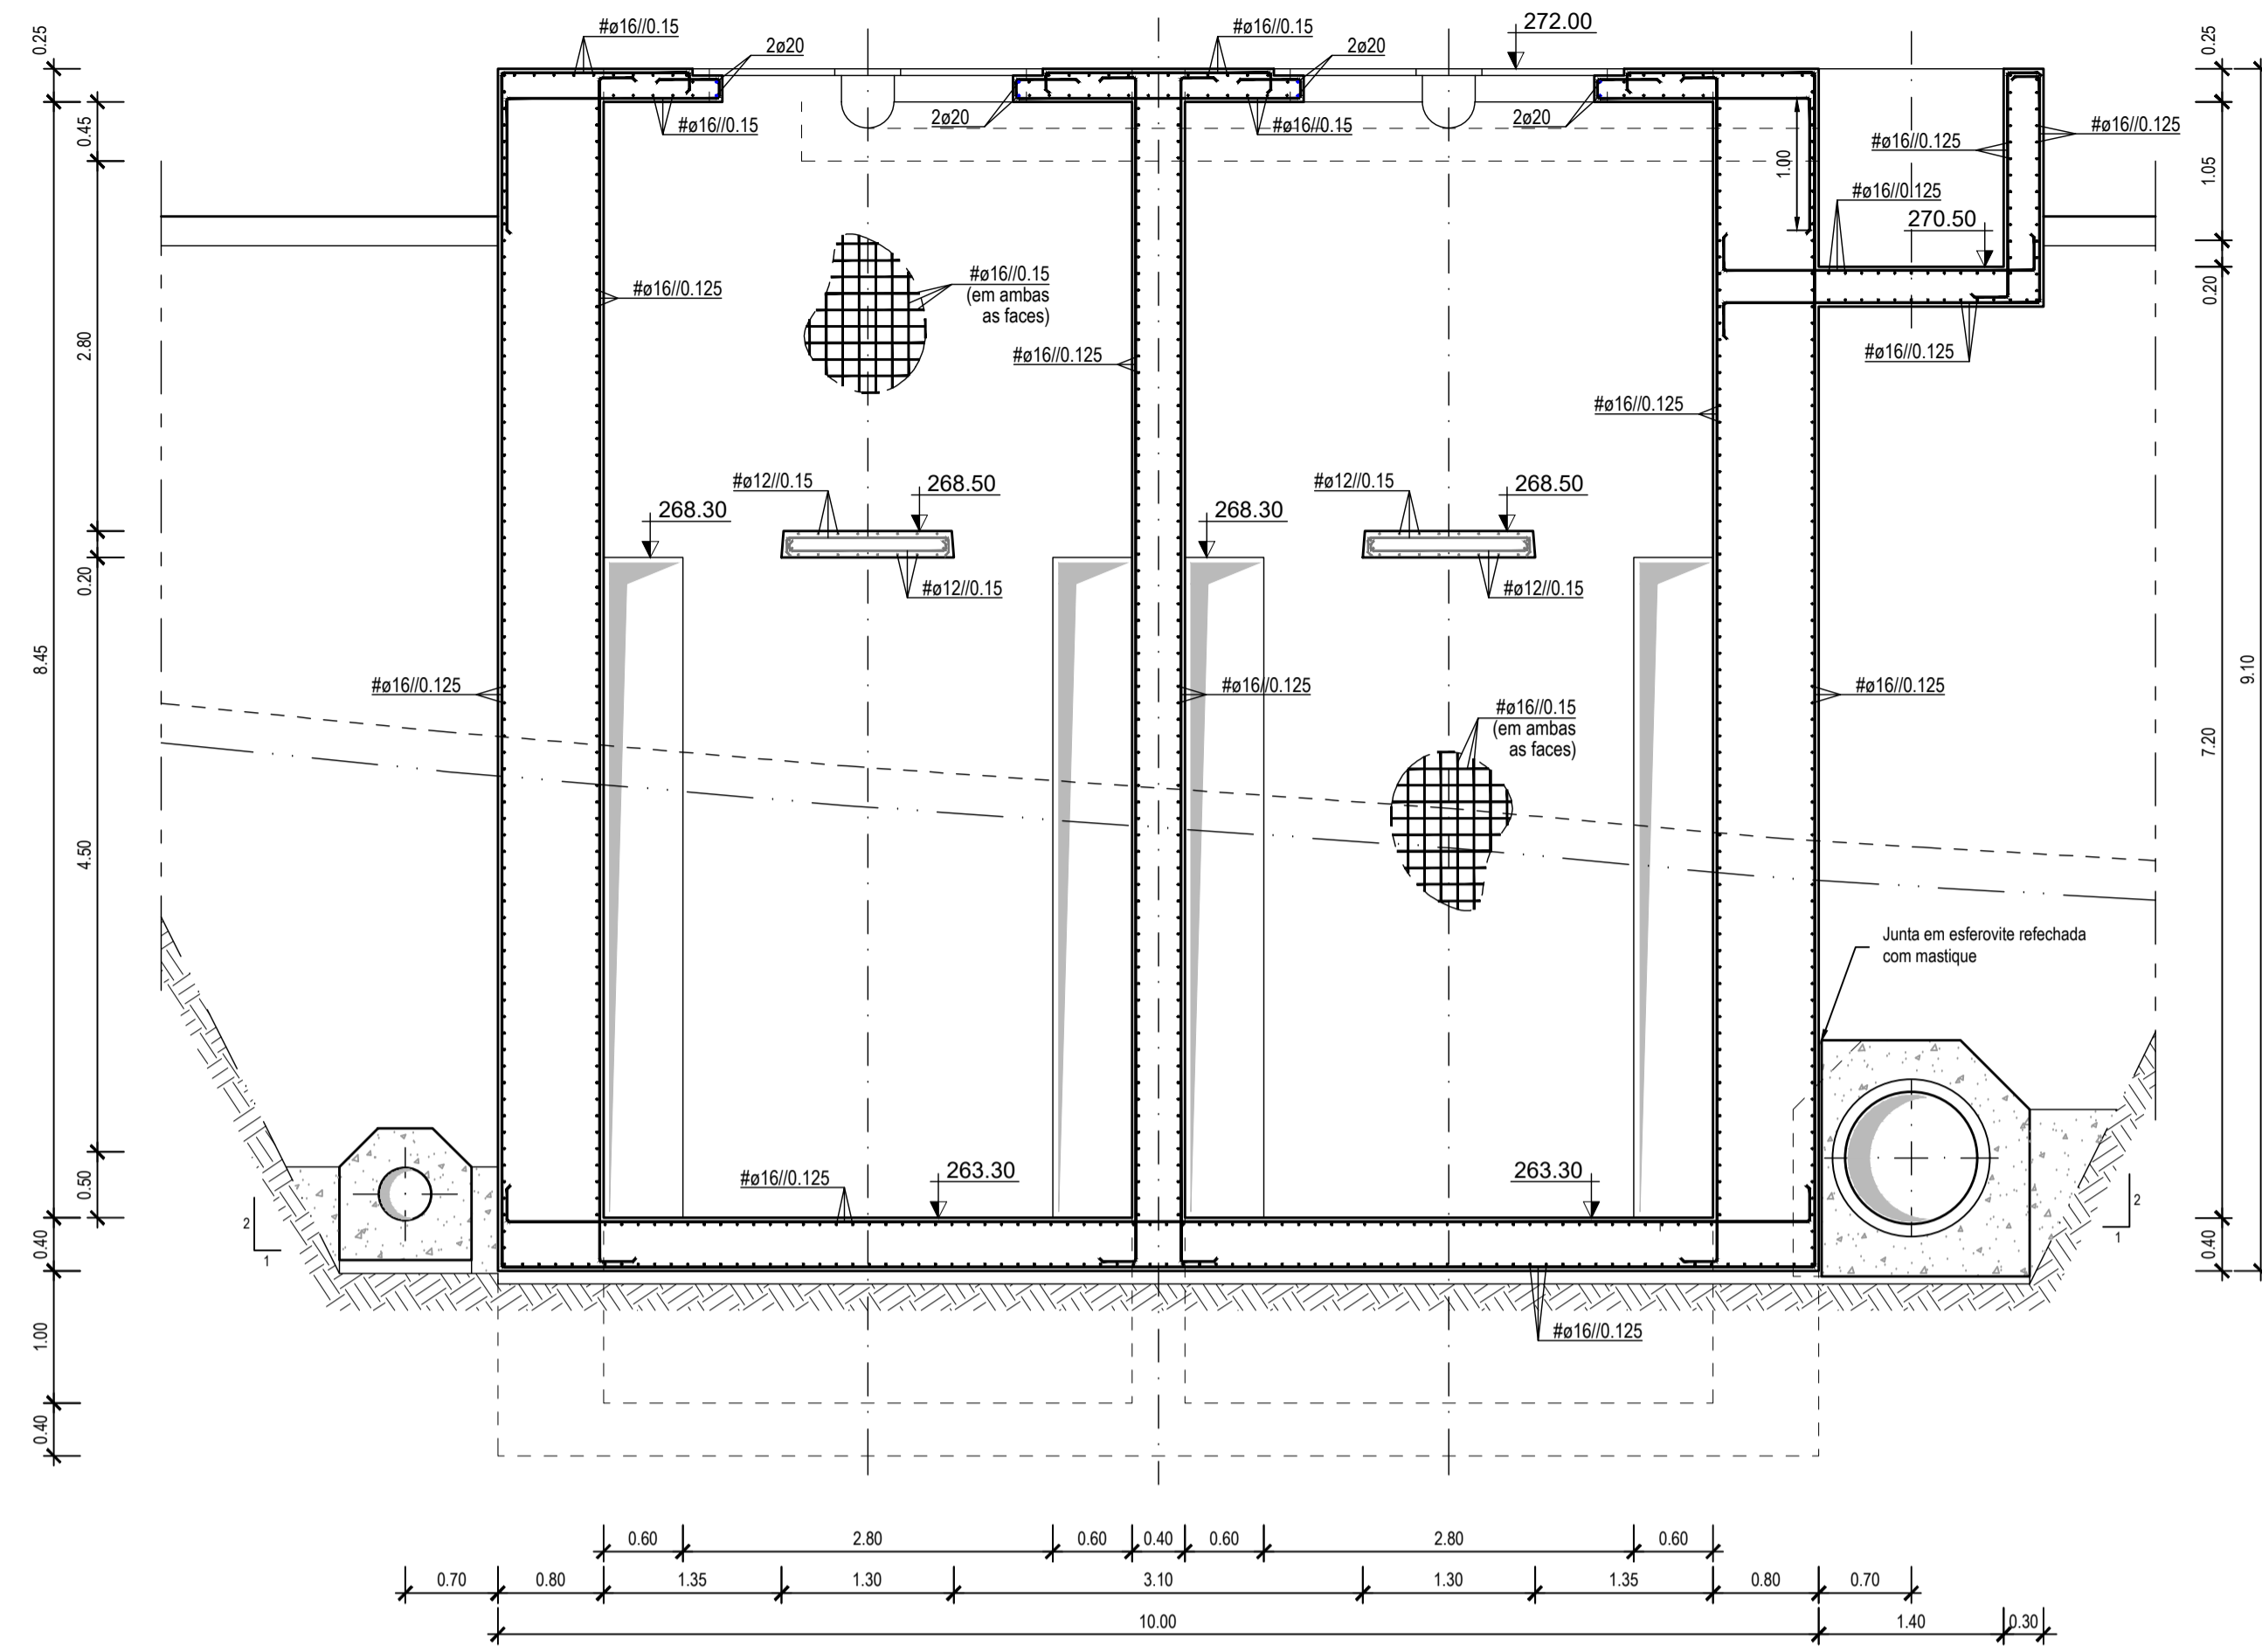 0.25
#ø16//0.15
2ø20
#ø16//0.15
2ø20
272.00
0.25
0.45
#ø16//0.15
2ø20
#ø16//0.15
2ø20
1.00
#ø16//0.125
#ø16//0.125
1.05
#ø16//0.125
270.50
#ø16//0.125
#ø16//0.15
(em ambas
as faces)
0.20
2.80
#ø16//0.125
#ø16//0.125
#ø16//0.125
#ø12//0.15
268.50
268.30
#ø12//0.15
268.50
268.30
0.20
#ø12//0.15
#ø12//0.15
8.45
9.10
#ø16//0.125
#ø16//0.125
#ø16//0.125
#ø16//0.15
(em ambas
as faces)
7.20
4.50
Junta em esferovite refechada
com mastique
0.50
#ø16//0.125
263.30
263.30
2
1
2
1
0.40
0.40
1.00
#ø16//0.125
0.40
0.60
2.80
0.60
0.40
0.60
2.80
0.60
0.70
0.80
1.35
1.30
3.10
1.30
1.35
0.80
0.70
10.00
1.40
0.30